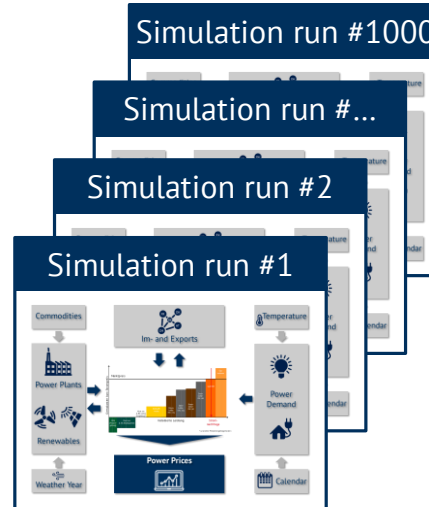 Simulation run #1000
Temperature
Simulation run #...
Simulation run #2
Simulation run #1
Commodities
Im- and Exports
Temperature
Power Plants
Power
Demand
Renewables
Power Prices
Weather Year
Calendar